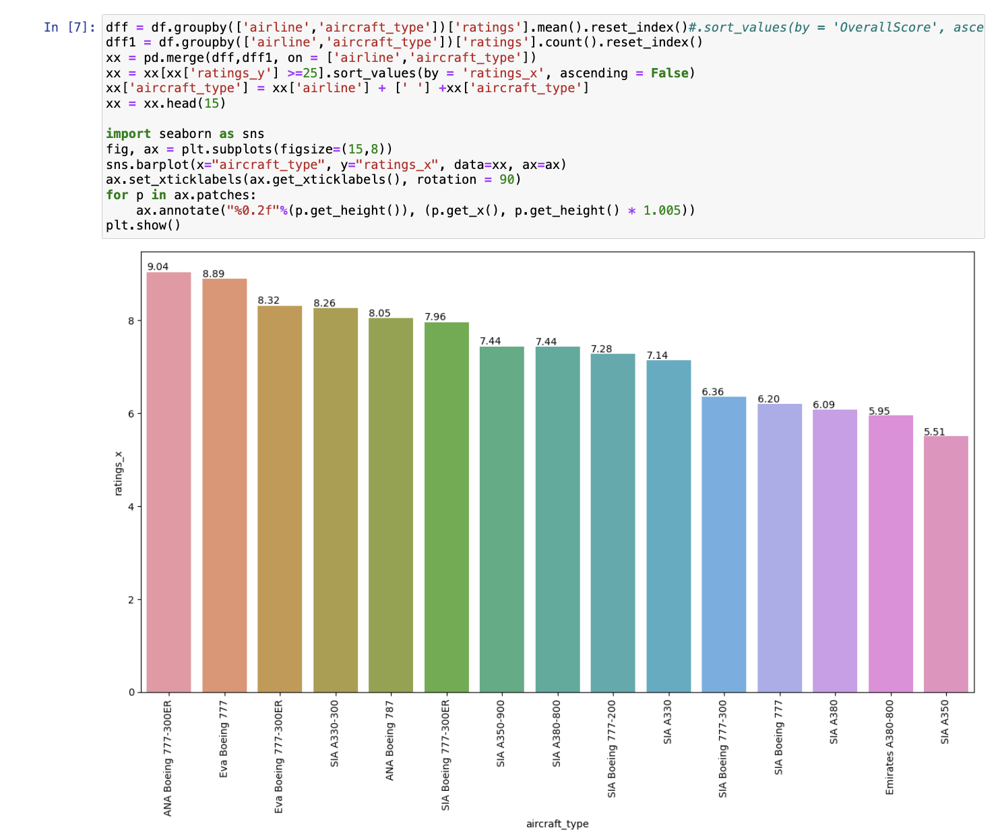 In [7]:
dff = df.groupby(['airline','aircraft_type'])['ratings'].mean().reset_index()#.sort_values(by = 'OverallScore', asce
dff1 = df.groupby(['airline','aircraft_type'])['ratings'].count().reset_index()
xx = pd.merge(dff,dff1, on = ['airline','aircraft_type'])
xx = xx[xx['ratings_y'] >=25].sort_values(by = 'ratings_x', ascending = False)
xx['aircraft_type'] = xx['airline'] + [' '] +xx['aircraft_type']
xx = xx.head(15)
import seaborn as sns
fig, ax = plt.subplots(figsize=(15,8))
sns.barplot(x="aircraft_type", y="ratings_x", data=xx, ax=ax)
ax.set_xticklabels(ax.get_xticklabels(), rotation = 90)
for p in ax.patches:
    ax.annotate("%0.2f"%(p.get_height()), (p.get_x(), p.get_height() * 1.005))
plt.show()
9.04
8.89
8.32
8.26
8.05
7.96
7.44
7.44
7.28
7.14
6.36
6.20
6.09
5.95
5.51
8
6
4
2
0
ratings_x
ANA Boeing 777-300ER
Eva Boeing 777
Eva Boeing 777-300ER
SIA A330-300
ANA Boeing 787
SIA Boeing 777-300ER
SIA A350-900
SIA A380-800
SIA Boeing 777-200
SIA A330
SIA Boeing 777-300
SIA Boeing 777
SIA A380
Emirates A380-800
SIA A350
aircraft_type